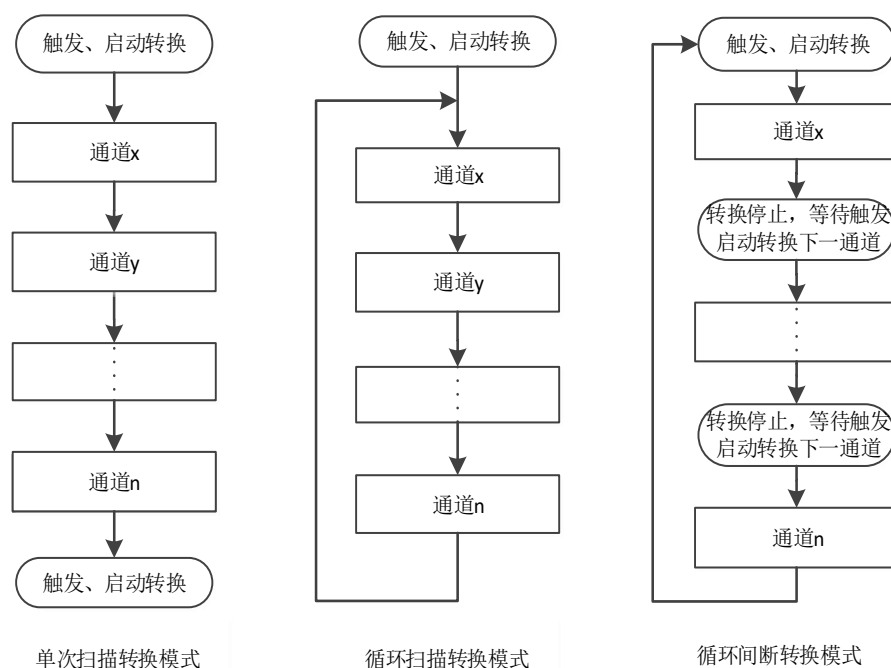 触发、启动转换
通道x
通道y
⋮
通道n
触发、启动转换
单次扫描转换模式
触发、启动转换
通道x
通道y
⋮
通道n
循环扫描转换模式
触发、启动转换
通道x
转换停止，等待触发
启动转换下一通道
⋮
转换停止，等待触发
启动转换下一通道
通道n
循环间断转换模式